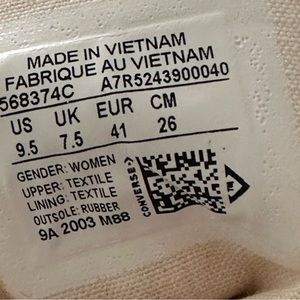 MADE IN VIETNAM
FABRIQUE AU VIETNAM
568374C A7R5243900040
US UK EUR CM
9.5 7.5 41 26
GENDER: WOMEN
UPPER: TEXTILE
LINING: TEXTILE
OUTSOLE: RUBBER
9A 2003 M88
CONVERSE